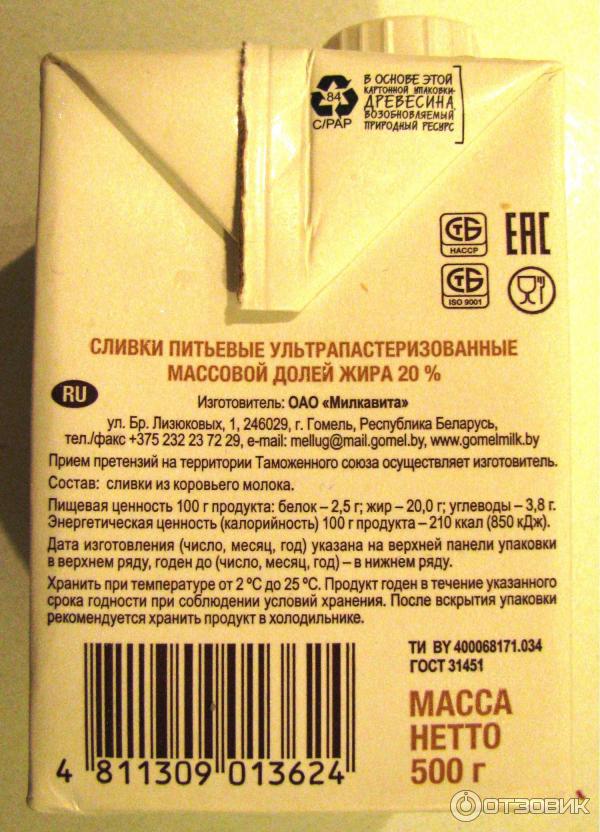 84
C/PAP
В ОСНОВЕ ЭТОЙ
КАРТОННОЙ УПАКОВКИ-
ДРЕВЕСИНА,
ВОЗОБНОВЛЯЕМЫЙ
ПРИРОДНЫЙ РЕСУРС
СТБ
HACCP
EAC
СТБ
ISO 9001
СЛИВКИ ПИТЬЕВЫЕ УЛЬТРАПАСТЕРИЗОВАННЫЕ
МАССОВОЙ ДОЛЕЙ ЖИРА 20 %
RU
Изготовитель: ОАО «Милкавита»
ул. Бр. Лизюковых, 1, 246029, г. Гомель, Республика Беларусь,
тел./факс +375 232 23 72 29, e-mail: mellug@mail.gomel.by, www.gomelmilk.by
Прием претензий на территории Таможенного союза осуществляет изготовитель.
Состав: сливки из коровьего молока.
Пищевая ценность 100 г продукта: белок – 2,5 г; жир – 20,0 г; углеводы – 3,8 г.
Энергетическая ценность (калорийность) 100 г продукта – 210 ккал (850 кДж).
Дата изготовления (число, месяц, год) указана на верхней панели упаковки
в верхнем ряду, годен до (число, месяц, год) – в нижнем ряду.
Хранить при температуре от 2 ºС до 25 ºС. Продукт годен в течение указанного
срока годности при соблюдении условий хранения. После вскрытия упаковки
рекомендуется хранить продукт в холодильнике.
ТИ BY 400068171.034
ГОСТ 31451
МАССА
НЕТТО
500 г
4 811309 013624
ОТЗОВИК